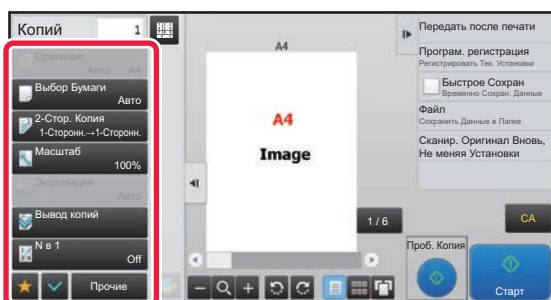 Копий 1
Оригинал
Авто A4
Выбор Бумаги
Авто
2-Стор. Копия
1-Сторонн.→1-Сторонн.
Масштаб
100%
Экспозиция
Авто
Вывод копий
N в 1
Off
Прочие
A4
A4
Image
1 / 6
Передать после печати
Програм. регистрация
Регистрировать Тек. Установки
Быстрое Сохран
Временно Сохран. Данные
Файл
Сохранить Данные в Папке
Сканир. Оригинал Вновь,
Не меняя Установки
CA
Проб. Копия
Старт